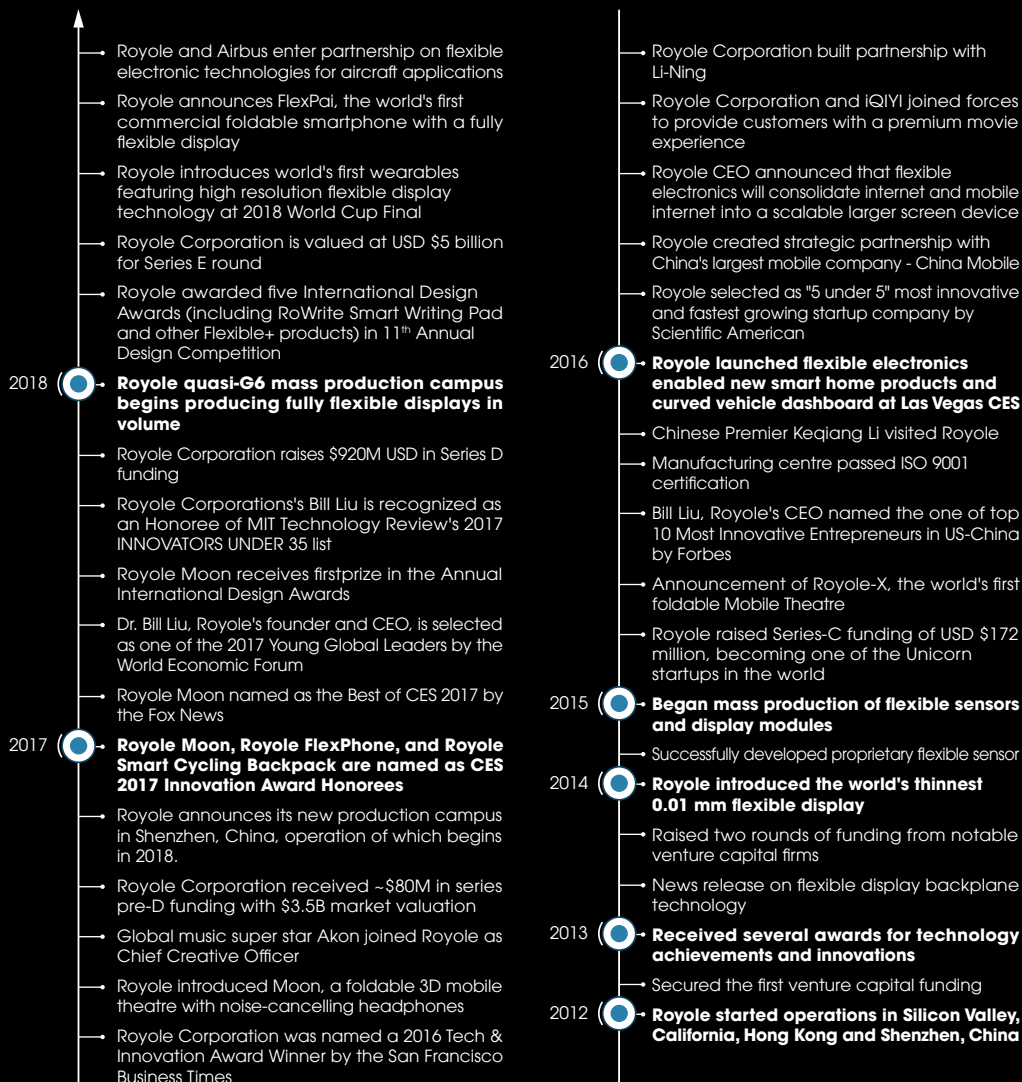 Royole and Airbus enter partnership on flexible
electronic technologies for aircraft applications
Royole announces FlexPai, the world's first
commercial foldable smartphone with a fully
flexible display
Royole introduces world's first wearables
featuring high resolution flexible display
technology at 2018 World Cup Final
Royole Corporation is valued at USD $5 billion
for Series E round
Royole awarded five International Design
Awards (including RoWrite Smart Writing Pad
and other Flexible+ products) in 11th Annual
Design Competition
2018
Royole quasi-G6 mass production campus
begins producing fully flexible displays in
volume
Royole Corporation raises $920M USD in Series D
funding
Royole Corporations's Bill Liu is recognized as
an Honoree of MIT Technology Review's 2017
INNOVATORS UNDER 35 list
Royole Moon receives firstprize in the Annual
International Design Awards
Dr. Bill Liu, Royole's founder and CEO, is selected
as one of the 2017 Young Global Leaders by the
World Economic Forum
Royole Moon named as the Best of CES 2017 by
the Fox News
2017
Royole Moon, Royole FlexPhone, and Royole
Smart Cycling Backpack are named as CES
2017 Innovation Award Honorees
Royole announces its new production campus
in Shenzhen, China, operation of which begins
in 2018.
Royole Corporation received ~$80M in series
pre-D funding with $3.5B market valuation
Global music super star Akon joined Royole as
Chief Creative Officer
Royole introduced Moon, a foldable 3D mobile
theatre with noise-cancelling headphones
Royole Corporation was named a 2016 Tech &
Innovation Award Winner by the San Francisco
Business Times
Royole Corporation built partnership with
Li-Ning
Royole Corporation and iQIYI joined forces
to provide customers with a premium movie
experience
Royole CEO announced that flexible
electronics will consolidate internet and mobile
internet into a scalable larger screen device
Royole created strategic partnership with
China's largest mobile company - China Mobile
Royole selected as "5 under 5" most innovative
and fastest growing startup company by
Scientific American
2016
Royole launched flexible electronics
enabled new smart home products and
curved vehicle dashboard at Las Vegas CES
Chinese Premier Keqiang Li visited Royole
Manufacturing centre passed ISO 9001
certification
Bill Liu, Royole's CEO named the one of top
10 Most Innovative Entrepreneurs in US-China
by Forbes
Announcement of Royole-X, the world's first
foldable Mobile Theatre
Royole raised Series-C funding of USD $172
million, becoming one of the Unicorn
startups in the world
2015
Began mass production of flexible sensors
and display modules
Successfully developed proprietary flexible sensor
2014
Royole introduced the world's thinnest
0.01 mm flexible display
Raised two rounds of funding from notable
venture capital firms
News release on flexible display backplane
technology
2013
Received several awards for technology
achievements and innovations
Secured the first venture capital funding
2012
Royole started operations in Silicon Valley,
California, Hong Kong and Shenzhen, China